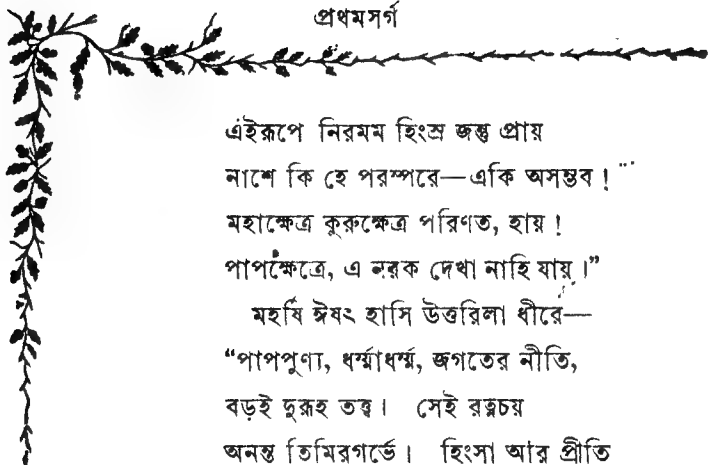 প্রথমসর্গ
এইরূপে নিরমম হিংস্র জন্তু প্রায়
নাশে কি হে পরস্পরে—একি অসম্ভব !
মহাক্ষেত্র কুরুক্ষেত্র পরিণত, হায় !
পাপক্ষেত্রে, এ নরক দেখা নাহি যায় ।”
মহর্ষি ঈষৎ হাসি উত্তরিলা ধীরে—
“পাপপুণ্য, ধর্ম্মাধর্ম্ম, জগতের নীতি,
বড়ই দুরূহ তত্ত্ব । সেই রত্নচয়
অনন্ত তিমিরগর্ভে । হিংসা আর প্রীতি